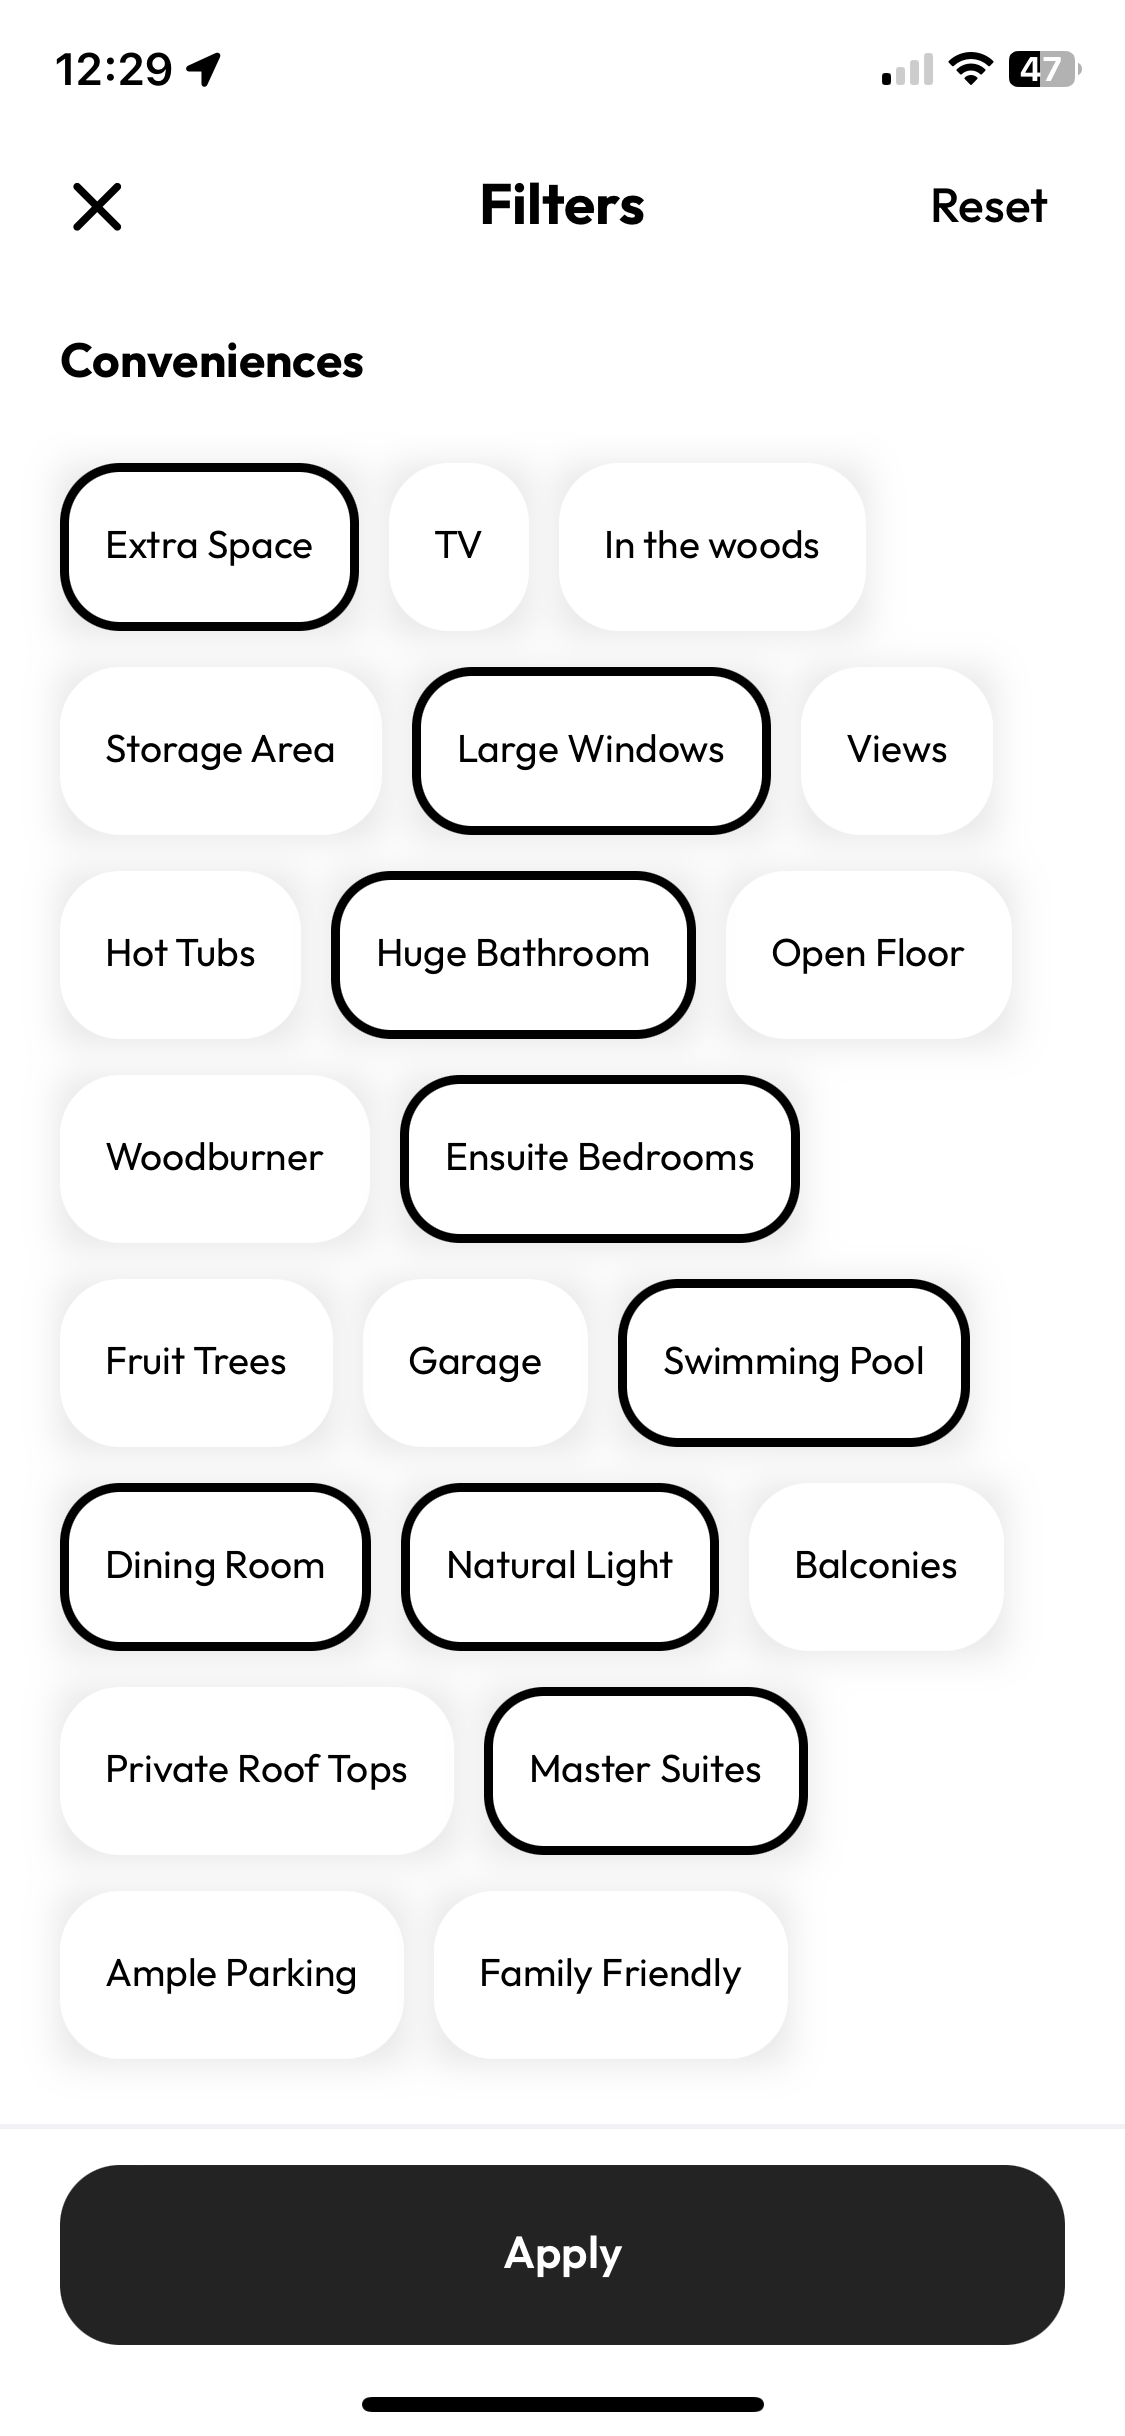 12:29 47
Filters Reset
Conveniences
Extra Space TV In the woods
Storage Area Large Windows Views
Hot Tubs Huge Bathroom Open Floor
Woodburner Ensuite Bedrooms
Fruit Trees Garage Swimming Pool
Dining Room Natural Light Balconies
Private Roof Tops Master Suites
Ample Parking Family Friendly
Apply